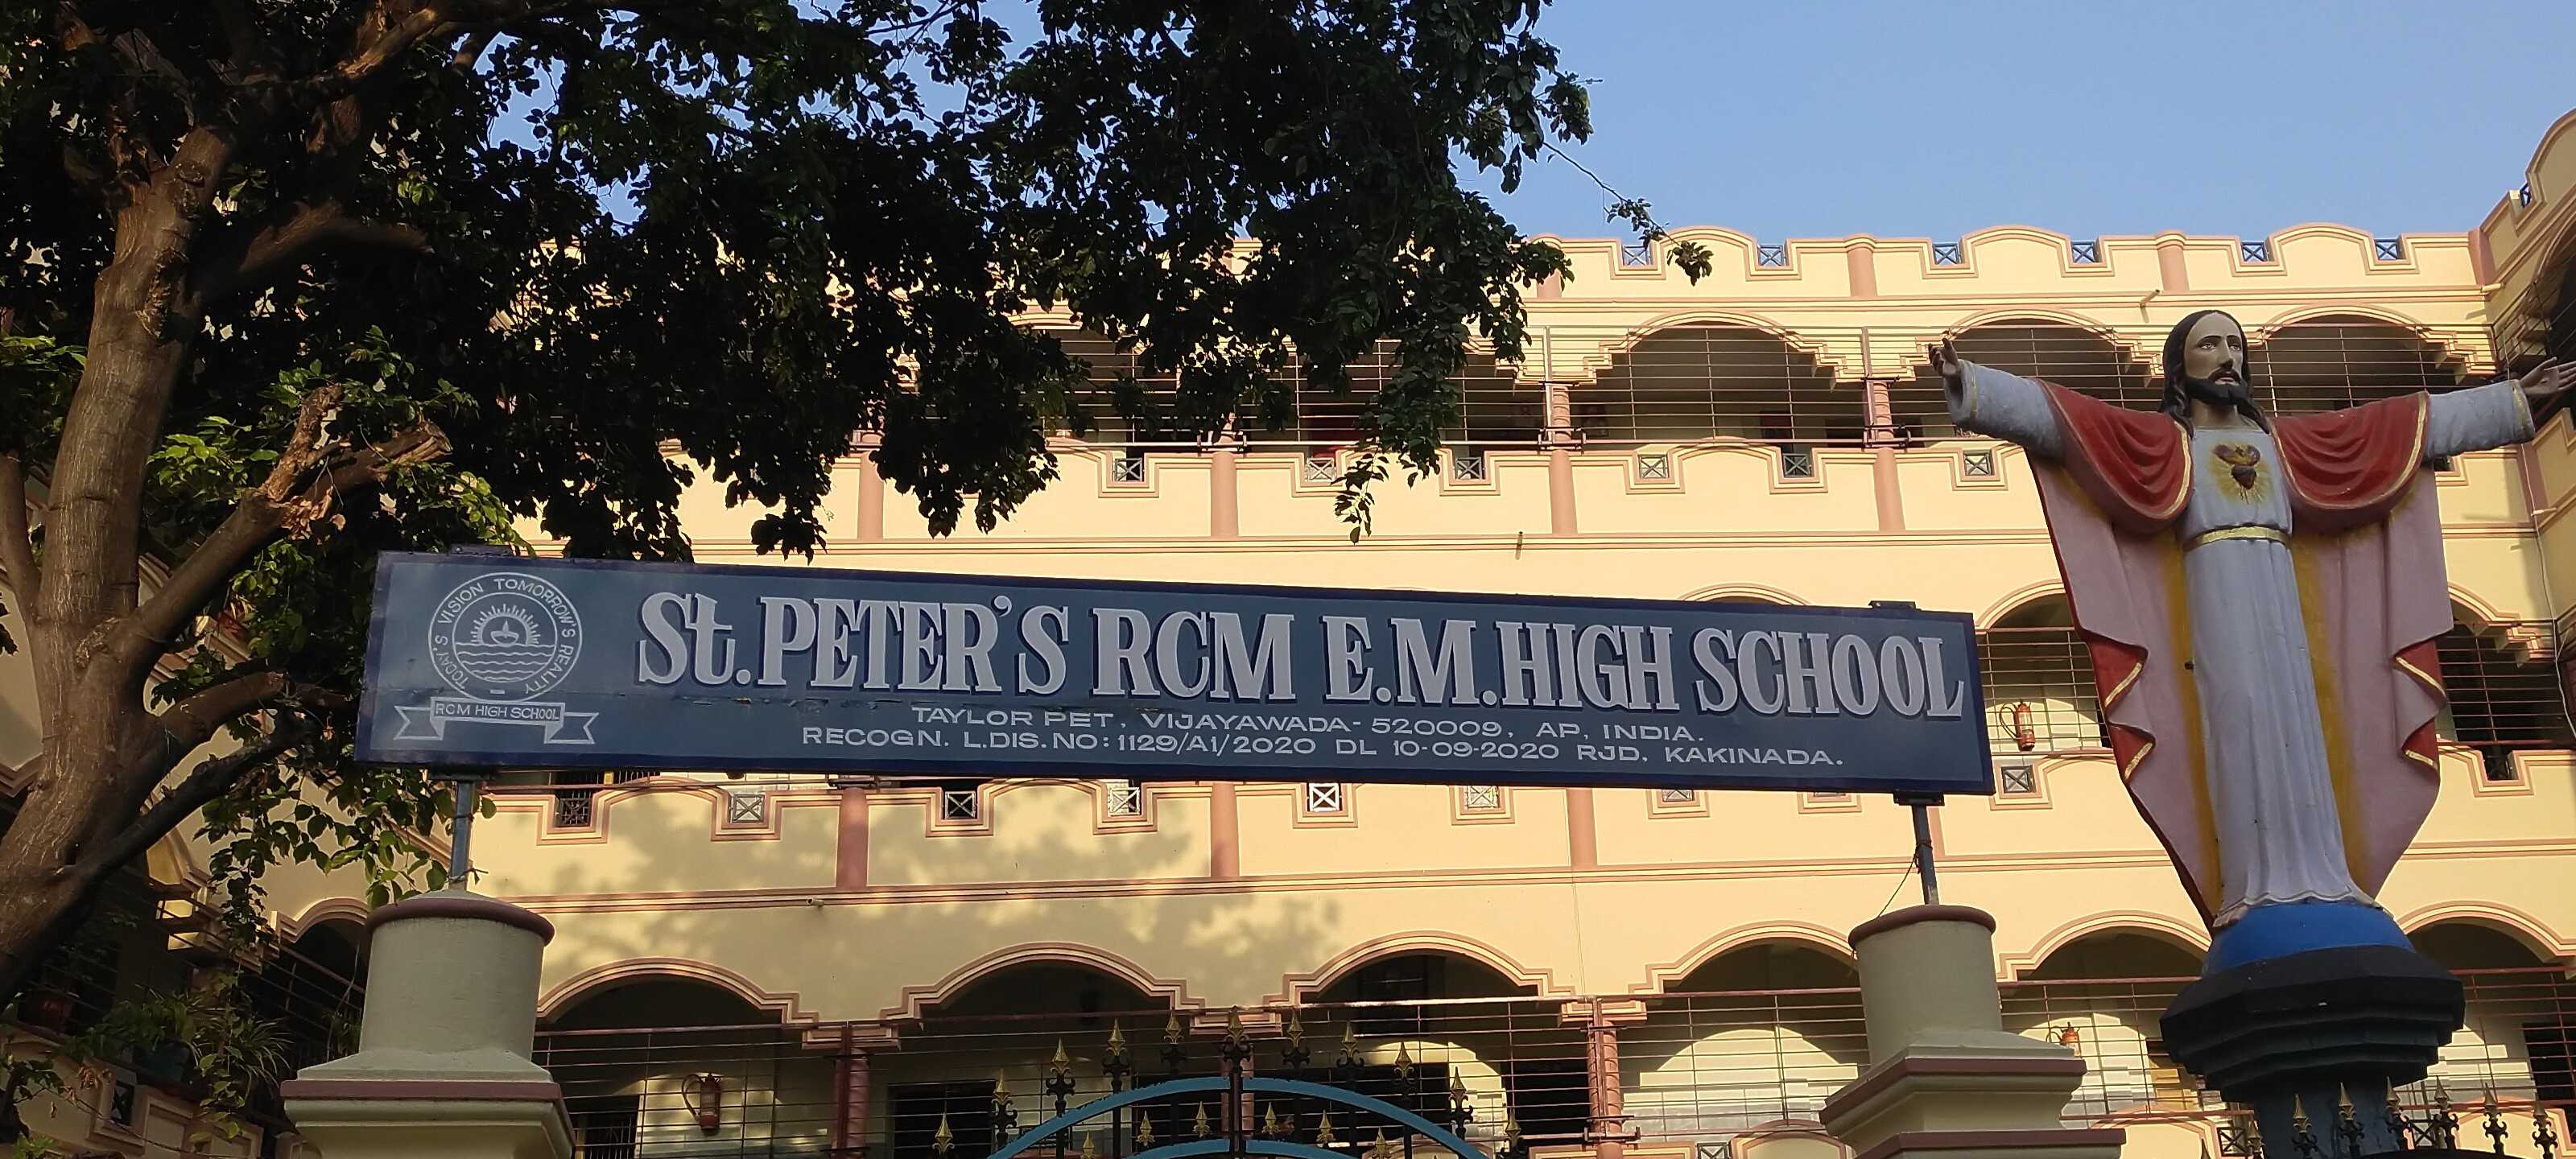 TODAY'S VISION TOMORROW'S REALITY
RCM HIGH SCHOOL
St. PETER'S RCM E.M. HIGH SCHOOL
TAYLOR PET, VIJAYAWADA- 520009, AP, INDIA.
RECOGN. L.DIS.NO: 1129/A1/2020 DL 10-09-2020 RJD, KAKINADA.